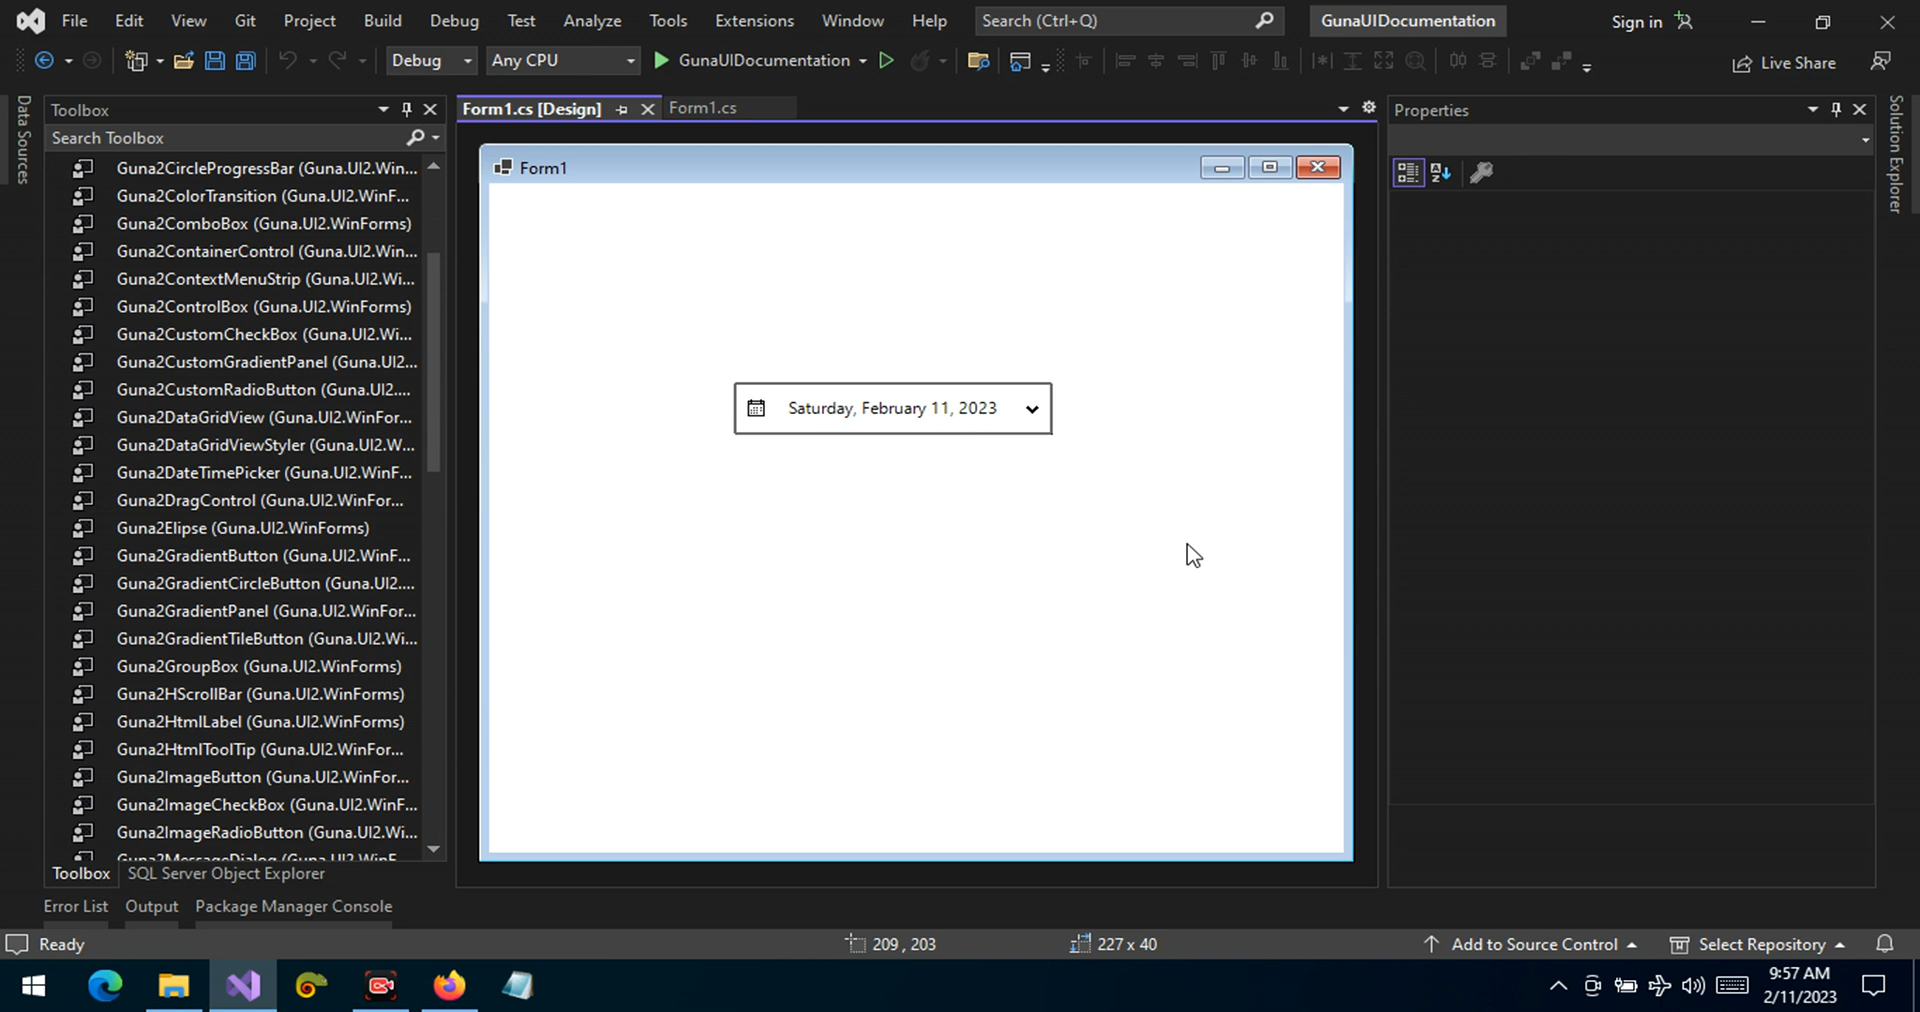 File Edit View Git Project Build Debug Test Analyze Tools Extensions Window Help Search (Ctrl+Q) GunaUIDocumentation Sign in
Debug Any CPU GunaUIDocumentation Live Share
Data Sources
Toolbox
Search Toolbox
Guna2CircleProgressBar (Guna.UI2.Win...
Guna2ColorTransition (Guna.UI2.WinF...
Guna2ComboBox (Guna.UI2.WinForms)
Guna2ContainerControl (Guna.UI2.Win...
Guna2ContextMenuStrip (Guna.UI2.Wi...
Guna2ControlBox (Guna.UI2.WinForms)
Guna2CustomCheckBox (Guna.UI2.Wi...
Guna2CustomGradientPanel (Guna.UI2...
Guna2CustomRadioButton (Guna.UI2....
Guna2DataGridView (Guna.UI2.WinFor...
Guna2DataGridViewStyler (Guna.UI2.W...
Guna2DateTimePicker (Guna.UI2.WinF...
Guna2DragControl (Guna.UI2.WinFor...
Guna2Elipse (Guna.UI2.WinForms)
Guna2GradientButton (Guna.UI2.WinF...
Guna2GradientCircleButton (Guna.UI2....
Guna2GradientPanel (Guna.UI2.WinFor...
Guna2GradientTileButton (Guna.UI2.Wi...
Guna2GroupBox (Guna.UI2.WinForms)
Guna2HScrollBar (Guna.UI2.WinForms)
Guna2HtmlLabel (Guna.UI2.WinForms)
Guna2HtmlToolTip (Guna.UI2.WinFor...
Guna2ImageButton (Guna.UI2.WinFor...
Guna2ImageCheckBox (Guna.UI2.WinF...
Guna2ImageRadioButton (Guna.UI2.Wi...
Guna2MessageDialog (Guna.UI2.WinF...
Toolbox SQL Server Object Explorer
Form1.cs [Design] Form1.cs
Form1
Saturday, February 11, 2023
Properties
Solution Explorer
Error List Output Package Manager Console
Ready 209 , 203 227 x 40 Add to Source Control Select Repository
9:57 AM
2/11/2023